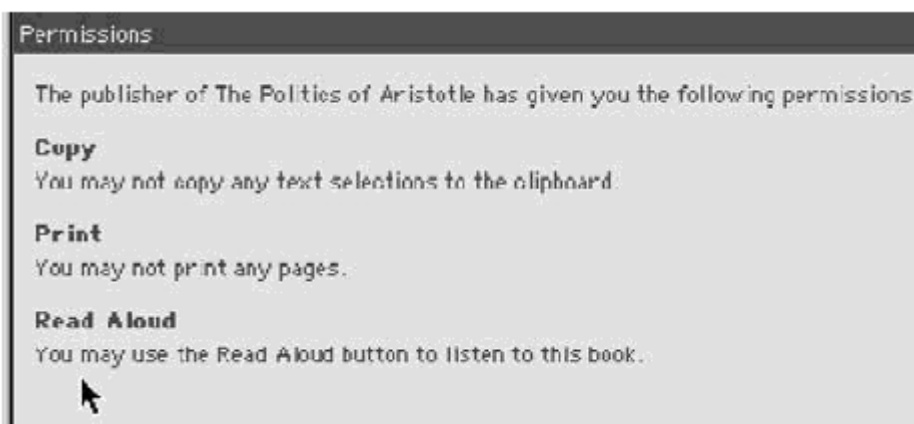 Permissions
The publisher of The Politics of Aristotle has given you the following permissions
Copy
You may not copy any text selections to the clipboard.
Print
You may not print any pages.
Read Aloud
You may use the Read Aloud button to listen to this book.